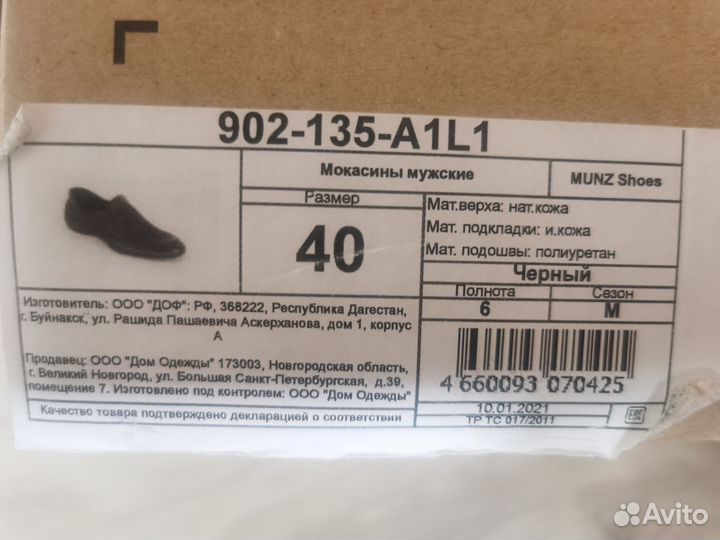 902-135-A1L1
Мокасины мужские
MUNZ Shoes
Размер
40
Мат.верха: нат.кожа
Мат. подкладки: и.кожа
Мат. подошвы: полиуретан
Черный
Полнота
Сезон
6
М
Изготовитель: ООО "ДОФ": РФ, 368222, Республика Дагестан,
г. Буйнакск, ул. Рашида Пашаевича Аскерханова, дом 1, корпус
А
Продавец: ООО "Дом Одежды" 173003, Новгородская область,
г. Великий Новгород, ул. Большая Санкт-Петербургская, д.39,
помещение 7. Изготовлено под контролем: ООО "Дом Одежды"
4 660093 070425
Качество товара подтверждено декларацией о соответствии
10.01.2021
ТР ТС 017/2011
EAC
Avito